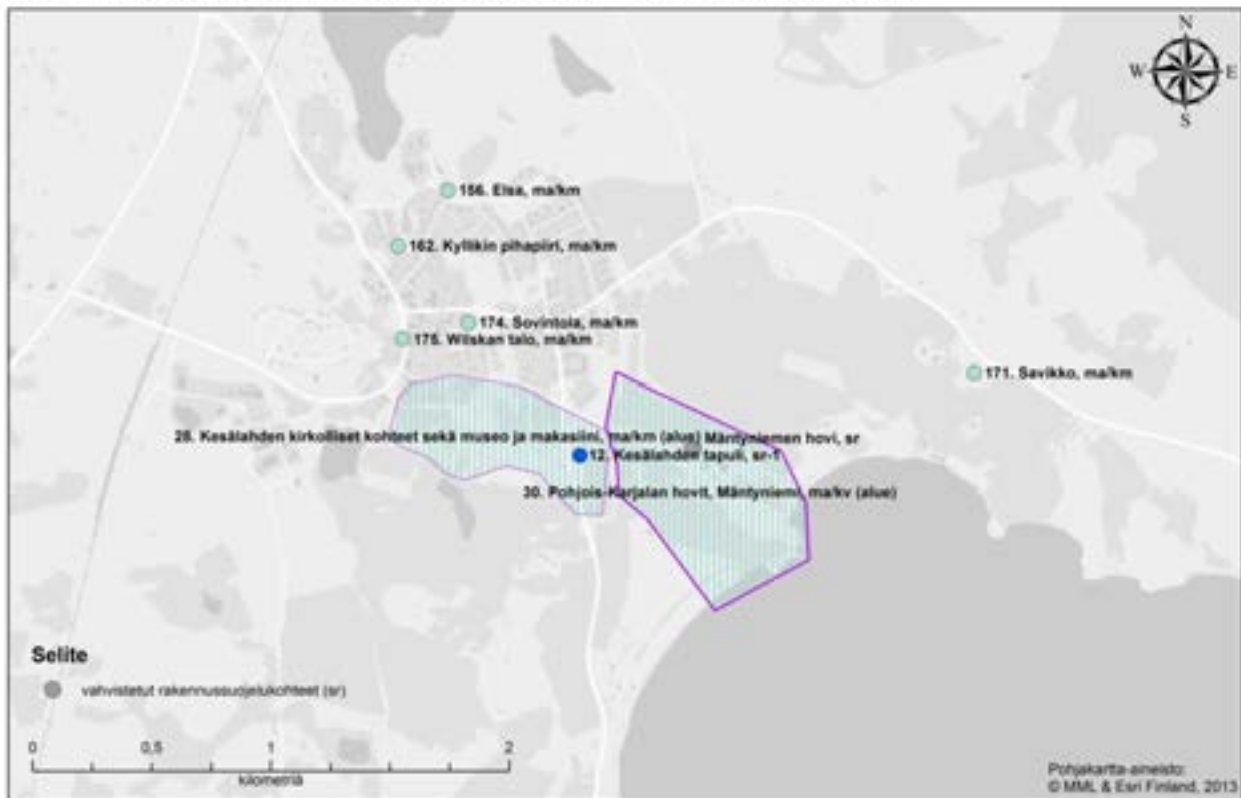 N
W E
S
156. Elsa, ma/km
162. Kyllikin pihapiiri, ma/km
174. Sovintola, ma/km
175. Wilskan talo, ma/km
171. Savikko, ma/km
28. Kesälahden kirkolliset kohteet sekä museo ja makasiini, ma/km (alue) Mäntyniemen hovi, sr
12. Kesälahden tapuli, sr-1
30. Pohjois-Karjalan hovit, Mäntyniemi, ma/kv (alue)
Selite
vahvistetut rakennussuojelukohteet (sr)
0 0,5 1 2
kilometriä
Pohjakartta-aineisto:
© MML & Esri Finland, 2013